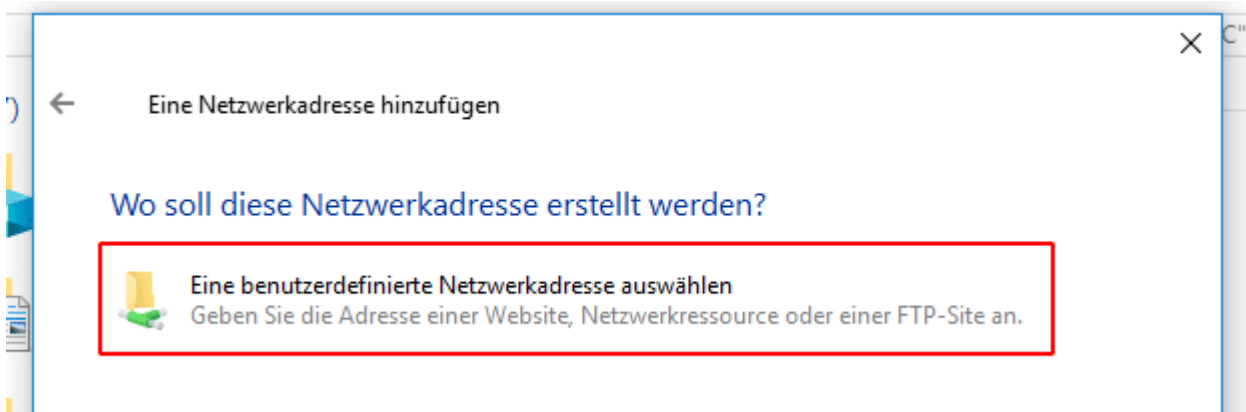 C"
)
Eine Netzwerkadresse hinzufügen
Wo soll diese Netzwerkadresse erstellt werden?
Eine benutzerdefinierte Netzwerkadresse auswählen
Geben Sie die Adresse einer Website, Netzwerkressource oder einer FTP-Site an.